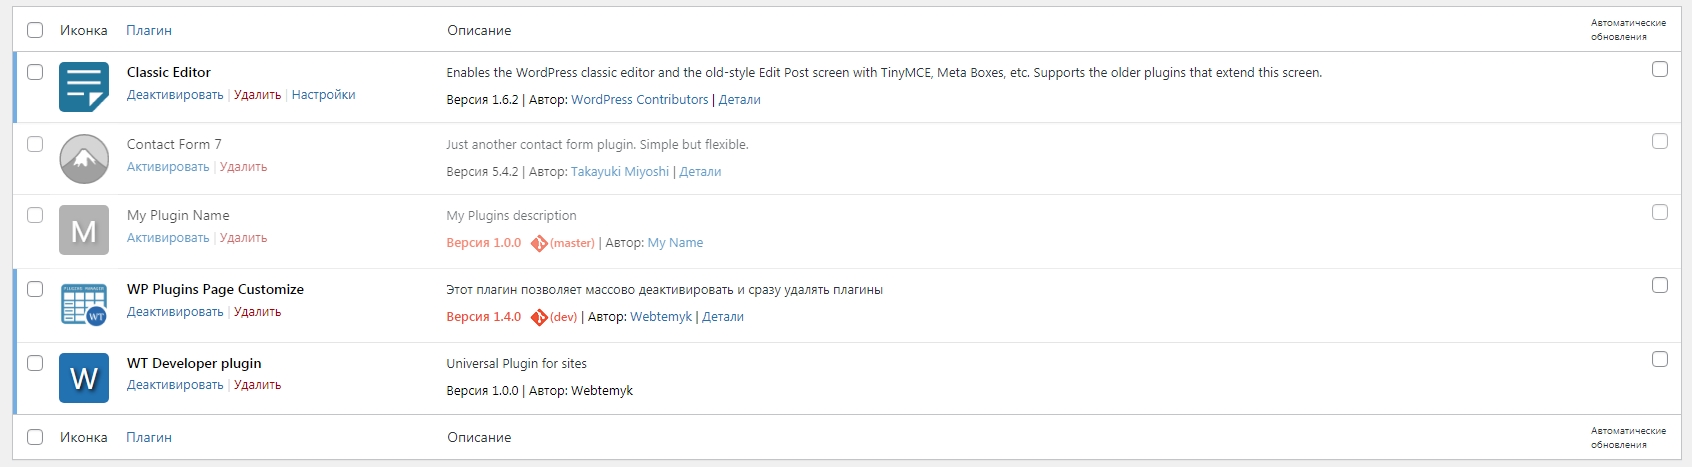 Иконка Плагин Описание Автоматические обновления
Classic Editor Enables the WordPress classic editor and the old-style Edit Post screen with TinyMCE, Meta Boxes, etc. Supports the older plugins that extend this screen.
Деактивировать | Удалить | Настройки Версия 1.6.2 | Автор: WordPress Contributors | Детали
Contact Form 7 Just another contact form plugin. Simple but flexible.
Активировать | Удалить Версия 5.4.2 | Автор: Takayuki Miyoshi | Детали
M My Plugin Name My Plugins description
Активировать | Удалить Версия 1.0.0 (master) | Автор: My Name
PLUGINS MANAGER
WP Plugins Page Customize Этот плагин позволяет массово деактивировать и сразу удалять плагины
WT Деактивировать | Удалить Версия 1.4.0 (dev) | Автор: Webtemyk | Детали
W WT Developer plugin Universal Plugin for sites
Деактивировать | Удалить Версия 1.0.0 | Автор: Webtemyk
Иконка Плагин Описание Автоматические обновления